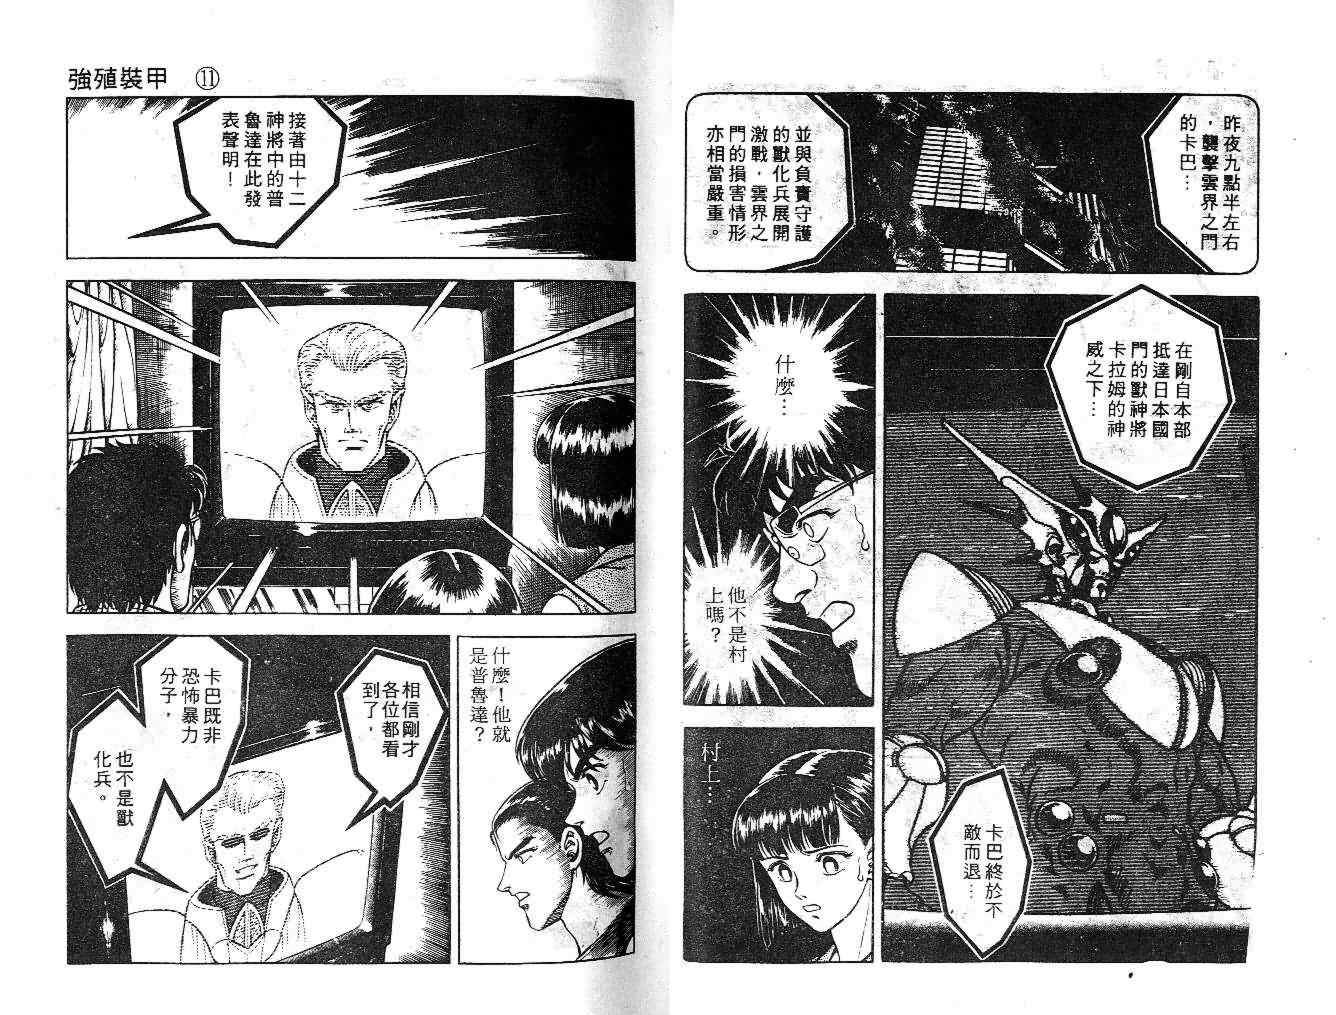 昨夜九點半左右
，襲擊雲界之門
的卡巴…
並與負責守護
的獸化兵展開
激戰．雲界之
門的損害情形
亦相當嚴重。
在剛自本部
抵達日本國
門的獸神將
卡拉姆的神
威之下…
卡巴終於不
敵而退…
什麼…
他不是村
上嗎？
村上…
強殖裝甲 ⑪
接著由十二
神將中的普
魯達在此發
表聲明！
什麼！他就
是普魯達？
相信剛才
各位都看
到了，
卡巴既非
恐怖暴力
分子，
也不是獸
化兵。